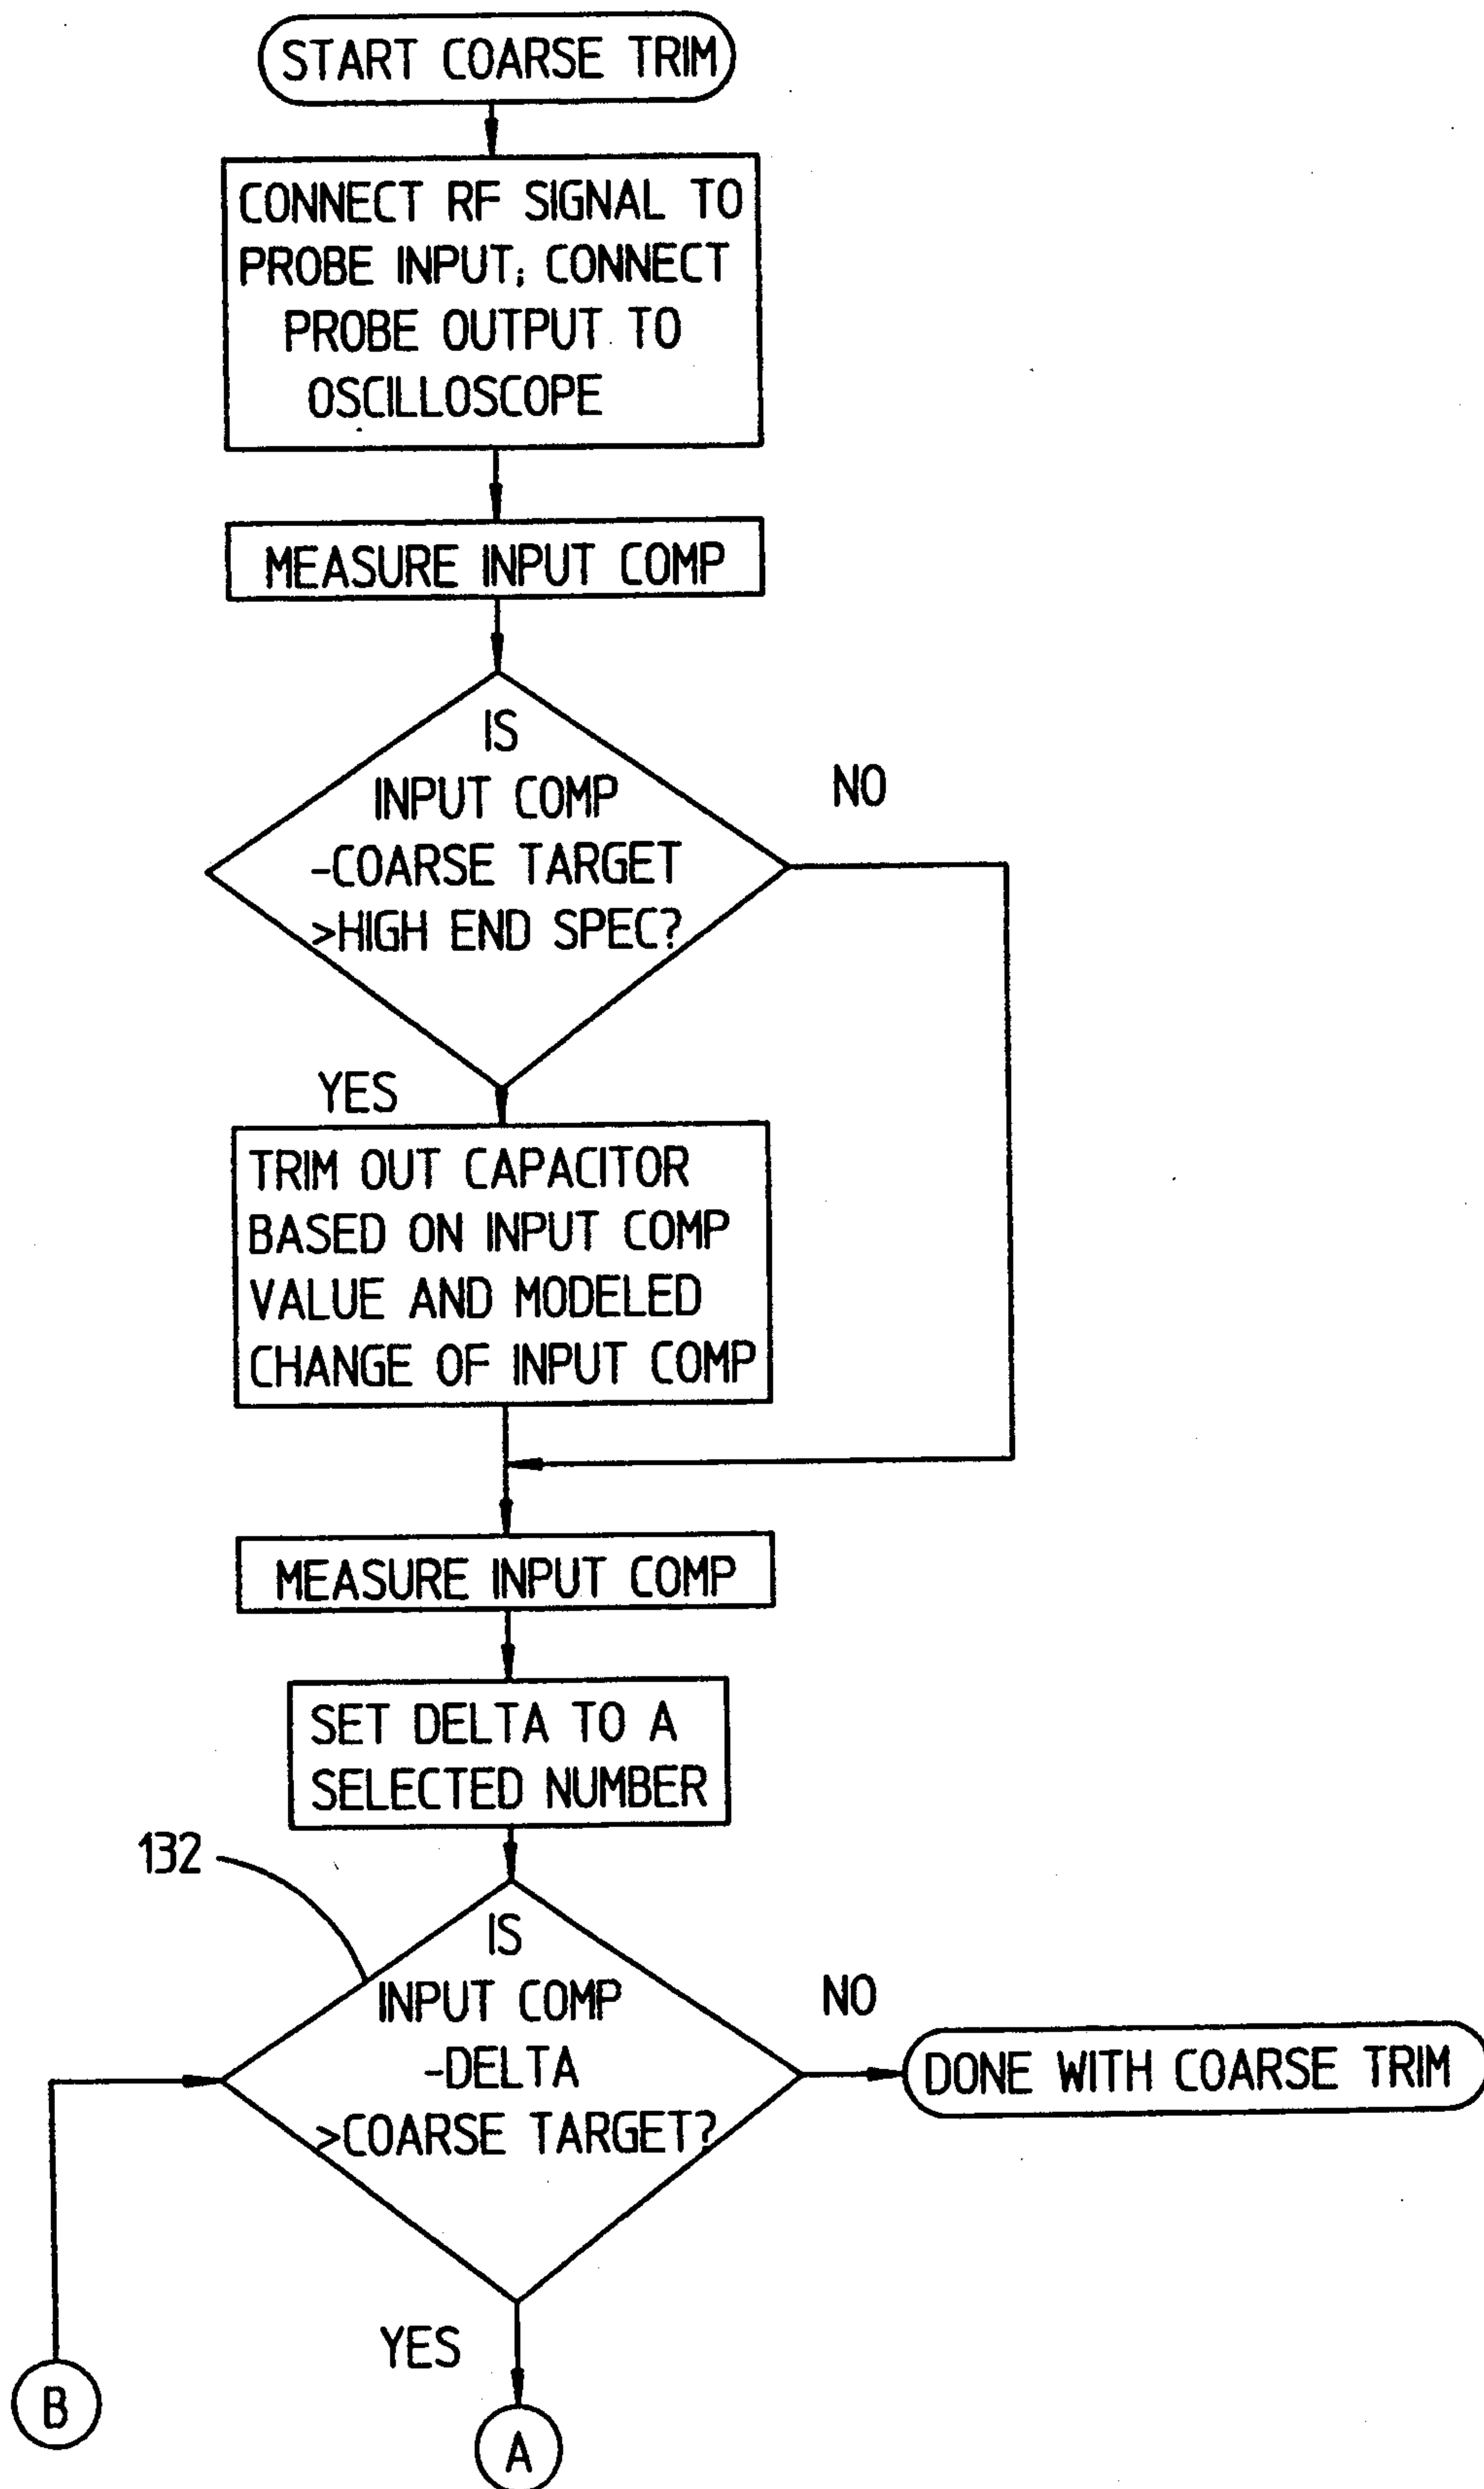 START COARSE TRIM
CONNECT RF SIGNAL TO
PROBE INPUT; CONNECT
PROBE OUTPUT TO
OSCILLOSCOPE
MEASURE INPUT COMP
IS
INPUT COMP
-COARSE TARGET
>HIGH END SPEC?
NO
YES
TRIM OUT CAPACITOR
BASED ON INPUT COMP
VALUE AND MODELED
CHANGE OF INPUT COMP
MEASURE INPUT COMP
SET DELTA TO A
SELECTED NUMBER
132
IS
INPUT COMP
-DELTA
>COARSE TARGET?
NO
DONE WITH COARSE TRIM
YES
B
A